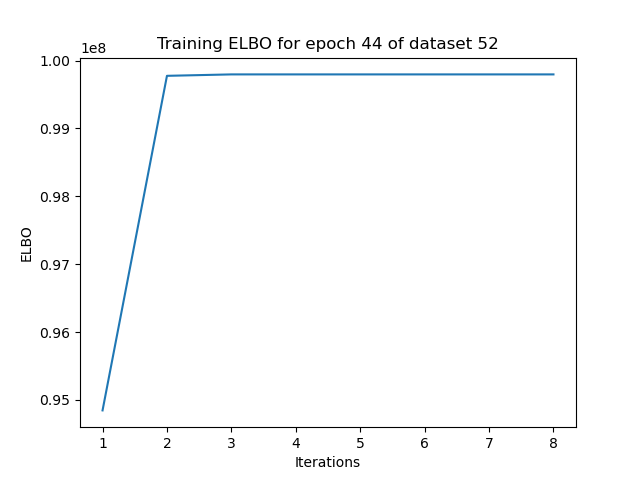 Training ELBO for epoch 44 of dataset 52
1e8
1.00
0.99
0.98
0.97
0.96
0.95
ELBO
1 2 3 4 5 6 7 8
Iterations